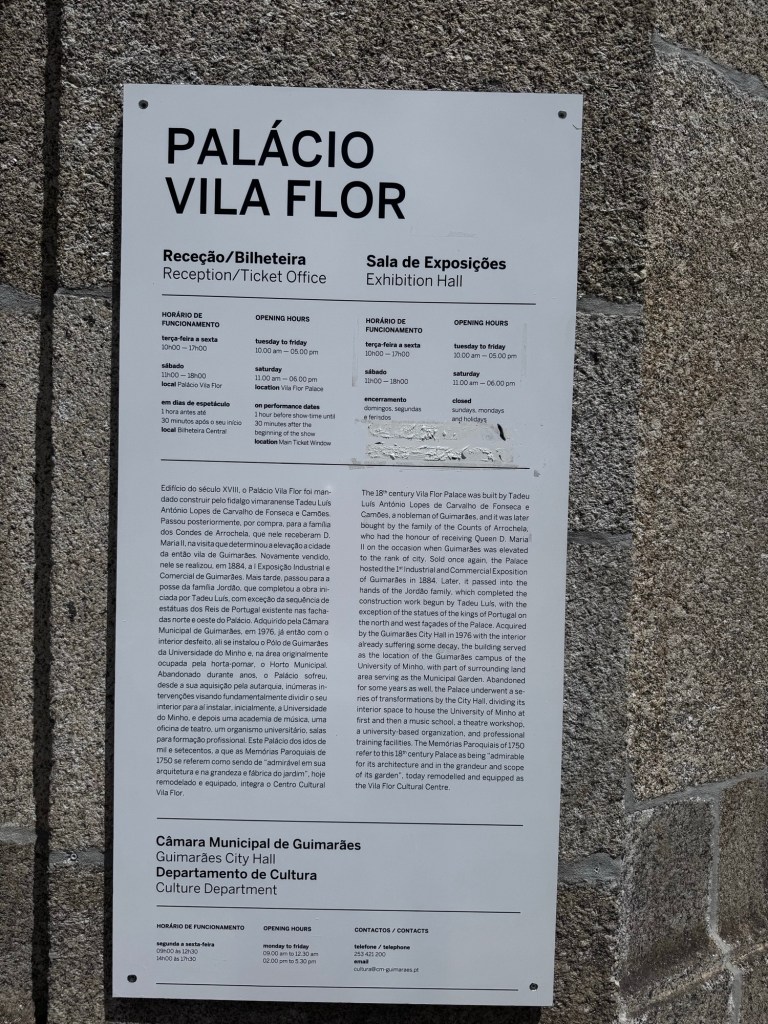 PALÁCIO
VILA FLOR
Receção/Bilheteira
Reception/Ticket Office
Sala de Exposições
Exhibition Hall
HORÁRIO DE
FUNCIONAMENTO
terça-feira a sexta
10h00 — 17h00
sábado
11h00 — 18h00
local Palácio Vila Flor
em dias de espetáculo
1 hora antes até
30 minutos após o seu início
local Bilheteira Central
OPENING HOURS
tuesday to friday
10.00 am — 05.00 pm
saturday
11.00 am — 06.00 pm
location Vila Flor Palace
on performance dates
1 hour before show-time until
30 minutes after the
beginning of the show
location Main Ticket Window
HORÁRIO DE
FUNCIONAMENTO
terça-feira a sexta
10h00 — 17h00
sábado
11h00 — 18h00
encerramento
domingos, segundas
e feriados
OPENING HOURS
tuesday to friday
10.00 am — 05.00 pm
saturday
11.00 am — 06.00 pm
closed
sundays, mondays
and holidays
Edifício do século XVIII, o Palácio Vila Flor foi man-
dado construir pelo fidalgo vimaranense Tadeu Luís
António Lopes de Carvalho de Fonseca e Camões.
Passou posteriormente, por compra, para a família
dos Condes de Arrochela, que nele receberam D.
Maria II, na visita que determinou a elevação a cidade
da então vila de Guimarães. Novamente vendido,
nele se realizou, em 1884, a I Exposição Industrial e
Comercial de Guimarães. Mais tarde, passou para a
posse da família Jordão, que completou a obra ini-
ciada por Tadeu Luís, com exceção da sequência de
estátuas dos Reis de Portugal existente nas facha-
das norte e oeste do Palácio. Adquirido pela Câmara
Municipal de Guimarães, em 1976, já então com o
interior desfeito, ali se instalou o Pólo de Guimarães
da Universidade do Minho e, na área originalmente
ocupada pela horta-pomar, o Horto Municipal.
Abandonado durante anos, o Palácio sofreu,
desde a sua aquisição pela autarquia, inúmeras in-
tervenções visando fundamentalmente dividir o seu
interior para aí instalar, inicialmente, a Universidade
do Minho, e depois uma academia de música, uma
oficina de teatro, um organismo universitário, salas
para formação profissional. Este Palácio dos idos de
mil e setecentos, a que as Memórias Paroquiais de
1750 se referem como sendo de “admirável em sua
arquitetura e na grandeza e fábrica do jardim”, hoje
remodelado e equipado, integra o Centro Cultural
Vila Flor.
The 18th century Vila Flor Palace was built by Tadeu
Luís António Lopes de Carvalho de Fonseca e
Camões, a nobleman of Guimarães, and it was later
bought by the family of the Counts of Arrochela,
who had the honour of receiving Queen D. Maria
II on the occasion when Guimarães was elevated
to the rank of city. Sold once again, the Palace
hosted the 1st Industrial and Commercial Exposition
of Guimarães in 1884. Later, it passed into the
hands of the Jordão family, which completed the
construction work begun by Tadeu Luís, with the
exception of the statues of the kings of Portugal on
the north and west façades of the Palace. Acquired
by the Guimarães City Hall in 1976 with the interior
already suffering some decay, the building served
as the location of the Guimarães campus of the
University of Minho, with part of surrounding land
area serving as the Municipal Garden. Abandoned
for some years as well, the Palace underwent a se-
ries of transformations by the City Hall, dividing its
interior space to house the University of Minho at
first and then a music school, a theatre workshop,
a university-based organization, and professional
training facilities. The Memórias Paroquiais of 1750
refer to this 18th century Palace as being “admirable
for its architecture and in the grandeur and scope
of its garden”, today remodelled and equipped as
the Vila Flor Cultural Centre.
Câmara Municipal de Guimarães
Guimarães City Hall
Departamento de Cultura
Culture Department
HORÁRIO DE FUNCIONAMENTO
segunda a sexta-feira
09h00 às 12h30
14h00 às 17h30
OPENING HOURS
monday to friday
09.00 am to 12.30 am
02.00 pm to 5.30 pm
CONTACTOS / CONTACTS
telefone / telephone
253 421 200
email
cultura@cm-guimaraes.pt